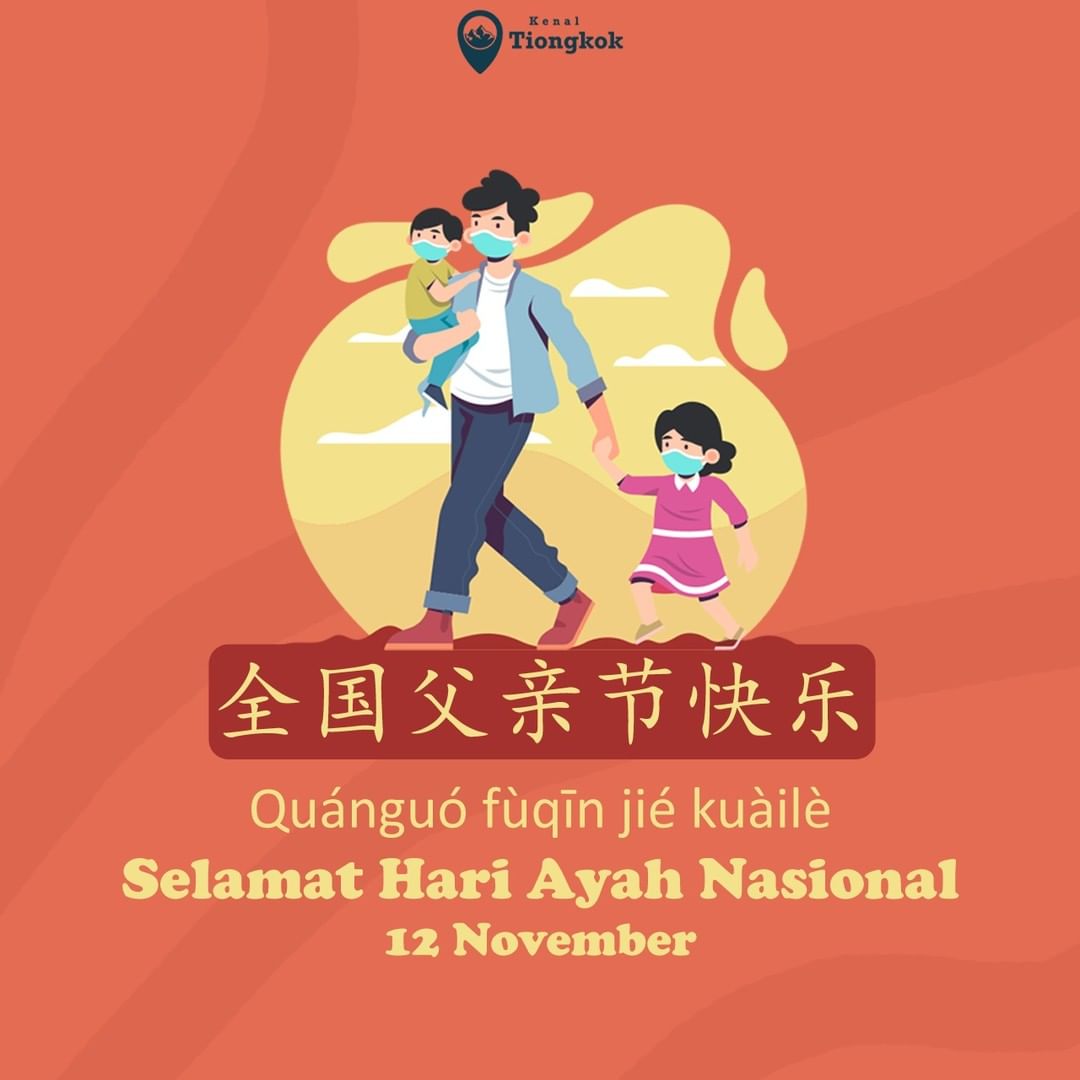 Kenal
Tiongkok
全国父亲节快乐
Quánguó fùqīn jié kuàilè
Selamat Hari Ayah Nasional
12 November